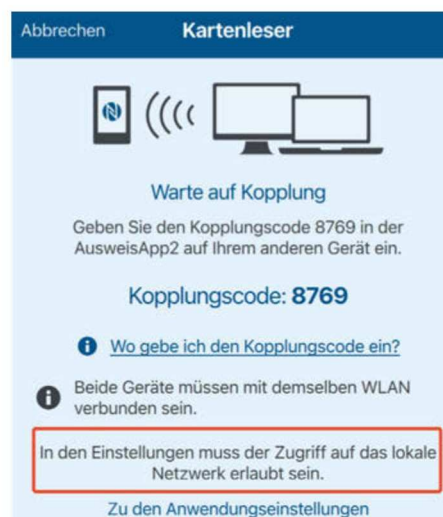 Abbrechen Kartenleser
Warte auf Kopplung
Geben Sie den Kopplungscode 8769 in der
AusweisApp2 auf Ihrem anderen Gerät ein.
Kopplungscode: 8769
Wo gebe ich den Kopplungscode ein?
Beide Geräte müssen mit demselben WLAN
verbunden sein.
In den Einstellungen muss der Zugriff auf das lokale
Netzwerk erlaubt sein.
Zu den Anwendungseinstellungen